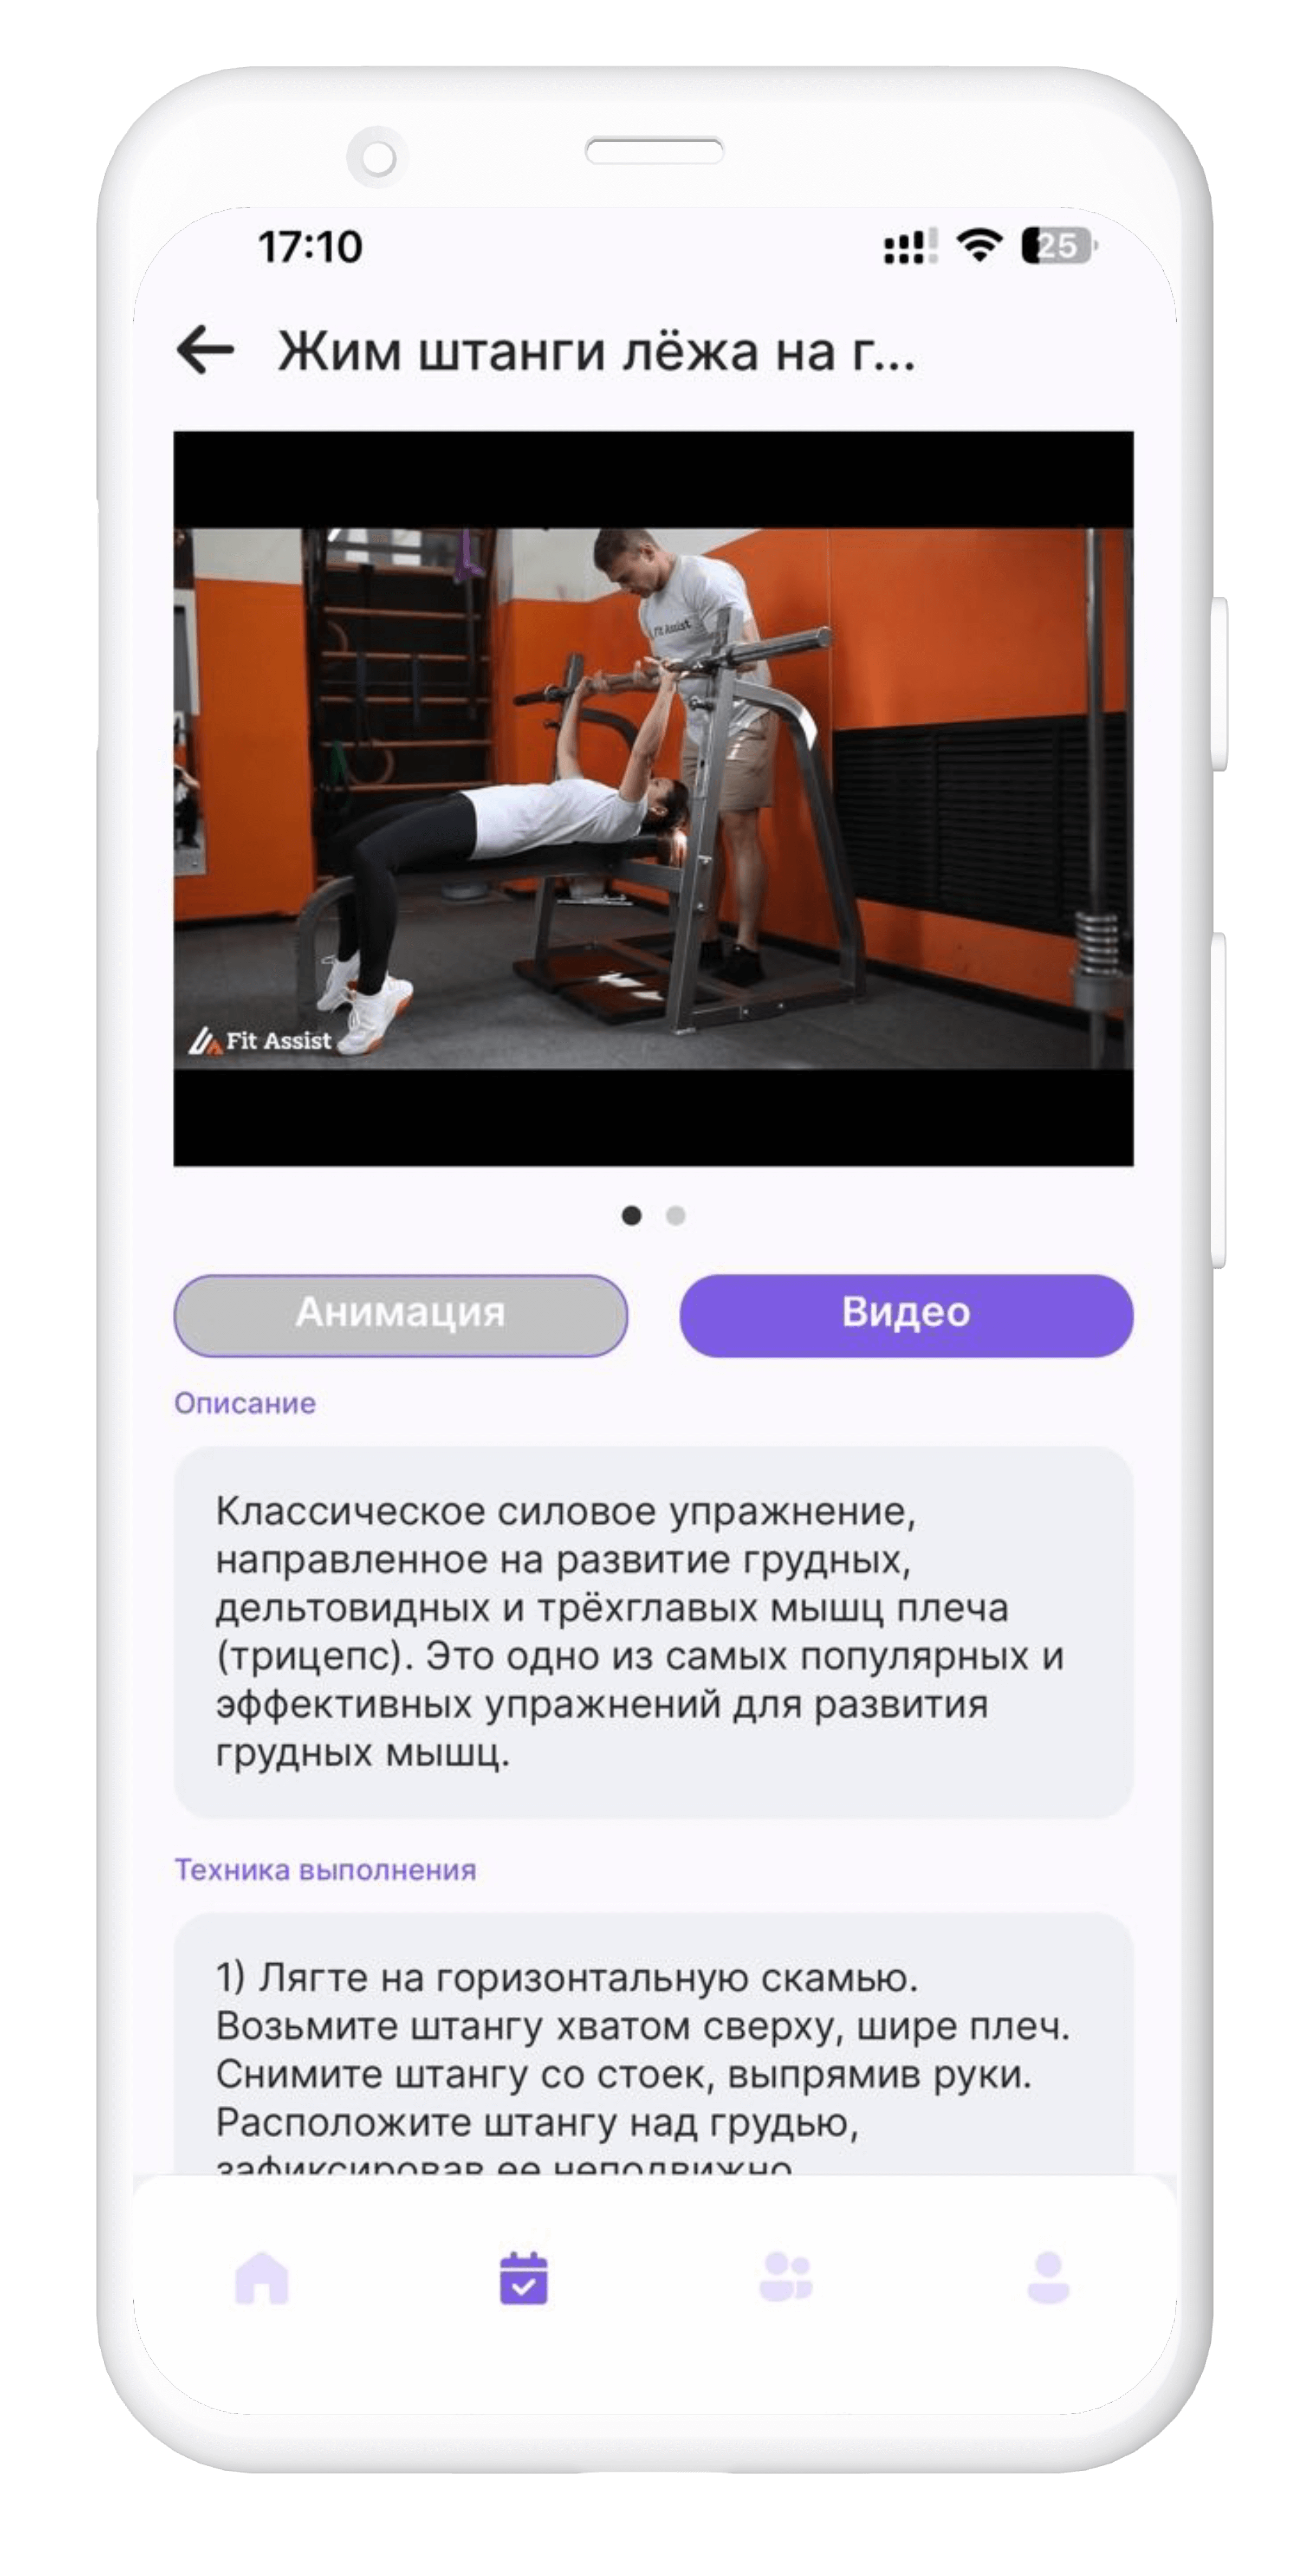 17:10
25
Жим штанги лёжа на г...
Fit Assist
Fit Assist
Анимация
Видео
Описание
Классическое силовое упражнение,
направленное на развитие грудных,
дельтовидных и трёхглавых мышц плеча
(трицепс). Это одно из самых популярных и
эффективных упражнений для развития
грудных мышц.
Техника выполнения
1) Лягте на горизонтальную скамью.
Возьмите штангу хватом сверху, шире плеч.
Снимите штангу со стоек, выпрямив руки.
Расположите штангу над грудью,
зафиксировав ее неподвижно